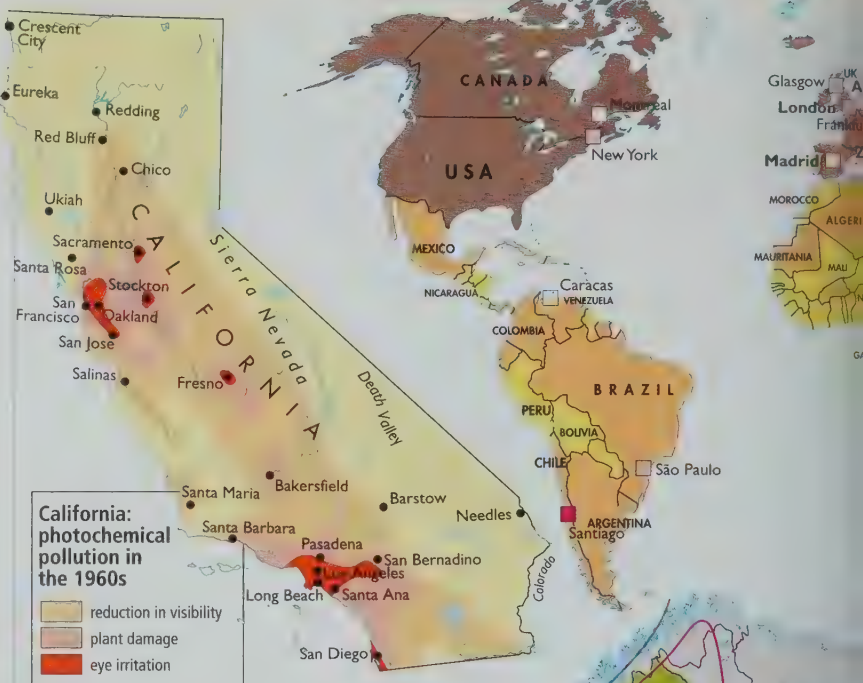 Crescent
City
Eureka
Redding
Red Bluff
Chico
Ukiah
CALIFORNIA
Sacramento
Sierra Nevada
Santa Rosa
Stockton
San
Francisco
Oakland
San Jose
Salinas
Fresno
Death Valley
Bakersfield
Santa Maria
Barstow
Needles
Santa Barbara
Pasadena
San Bernadino
Los Angeles
Long Beach
Santa Ana
Colorado
San Diego
California:
photochemical
pollution in
the 1960s
reduction in visibility
plant damage
eye irritation
CANADA
Montreal
New York
USA
MEXICO
NICARAGUA
Caracas
VENEZUELA
COLOMBIA
BRAZIL
PERU
BOLIVIA
CHILE
São Paulo
ARGENTINA
Santiago
Glasgow
UK
London
Madrid
MOROCCO
ALGERI
MAURITANIA
MALI